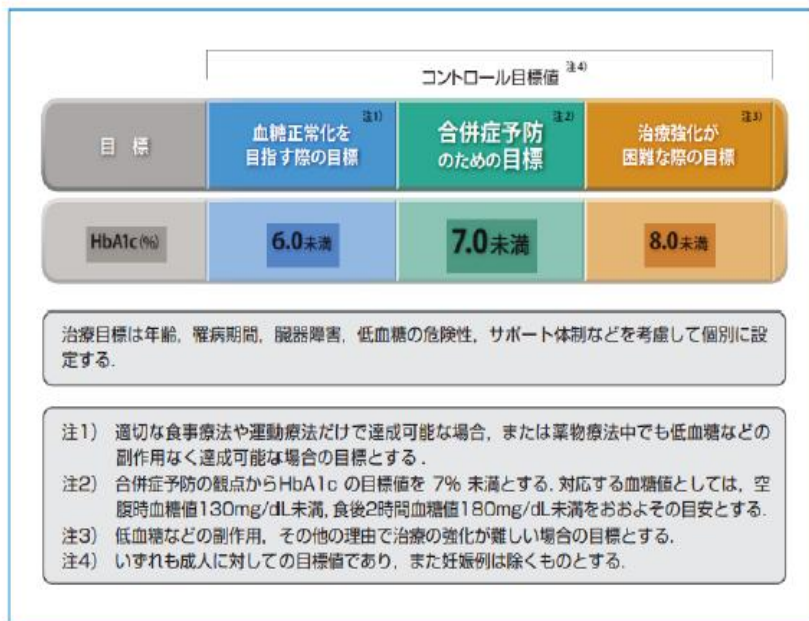 コントロール目標値 注4)
目 標
血糖正常化を 注1)
目指す際の目標
合併症予防 注2)
のための目標
治療強化が 注3)
困難な際の目標
HbA1c(%)
6.0未満
7.0未満
8.0未満
治療目標は年齢，罹病期間，臓器障害，低血糖の危険性，サポート体制などを考慮して個別に設
定する．
注1) 適切な食事療法や運動療法だけで達成可能な場合，または薬物療法中でも低血糖などの
副作用なく達成可能な場合の目標とする．
注2) 合併症予防の観点からHbA1c の目標値を 7% 未満とする．対応する血糖値としては，空
腹時血糖値130mg/dL未満，食後2時間血糖値180mg/dL未満をおおよその目安とする．
注3) 低血糖などの副作用，その他の理由で治療の強化が難しい場合の目標とする．
注4) いずれも成人に対しての目標値であり，また妊娠例は除くものとする．